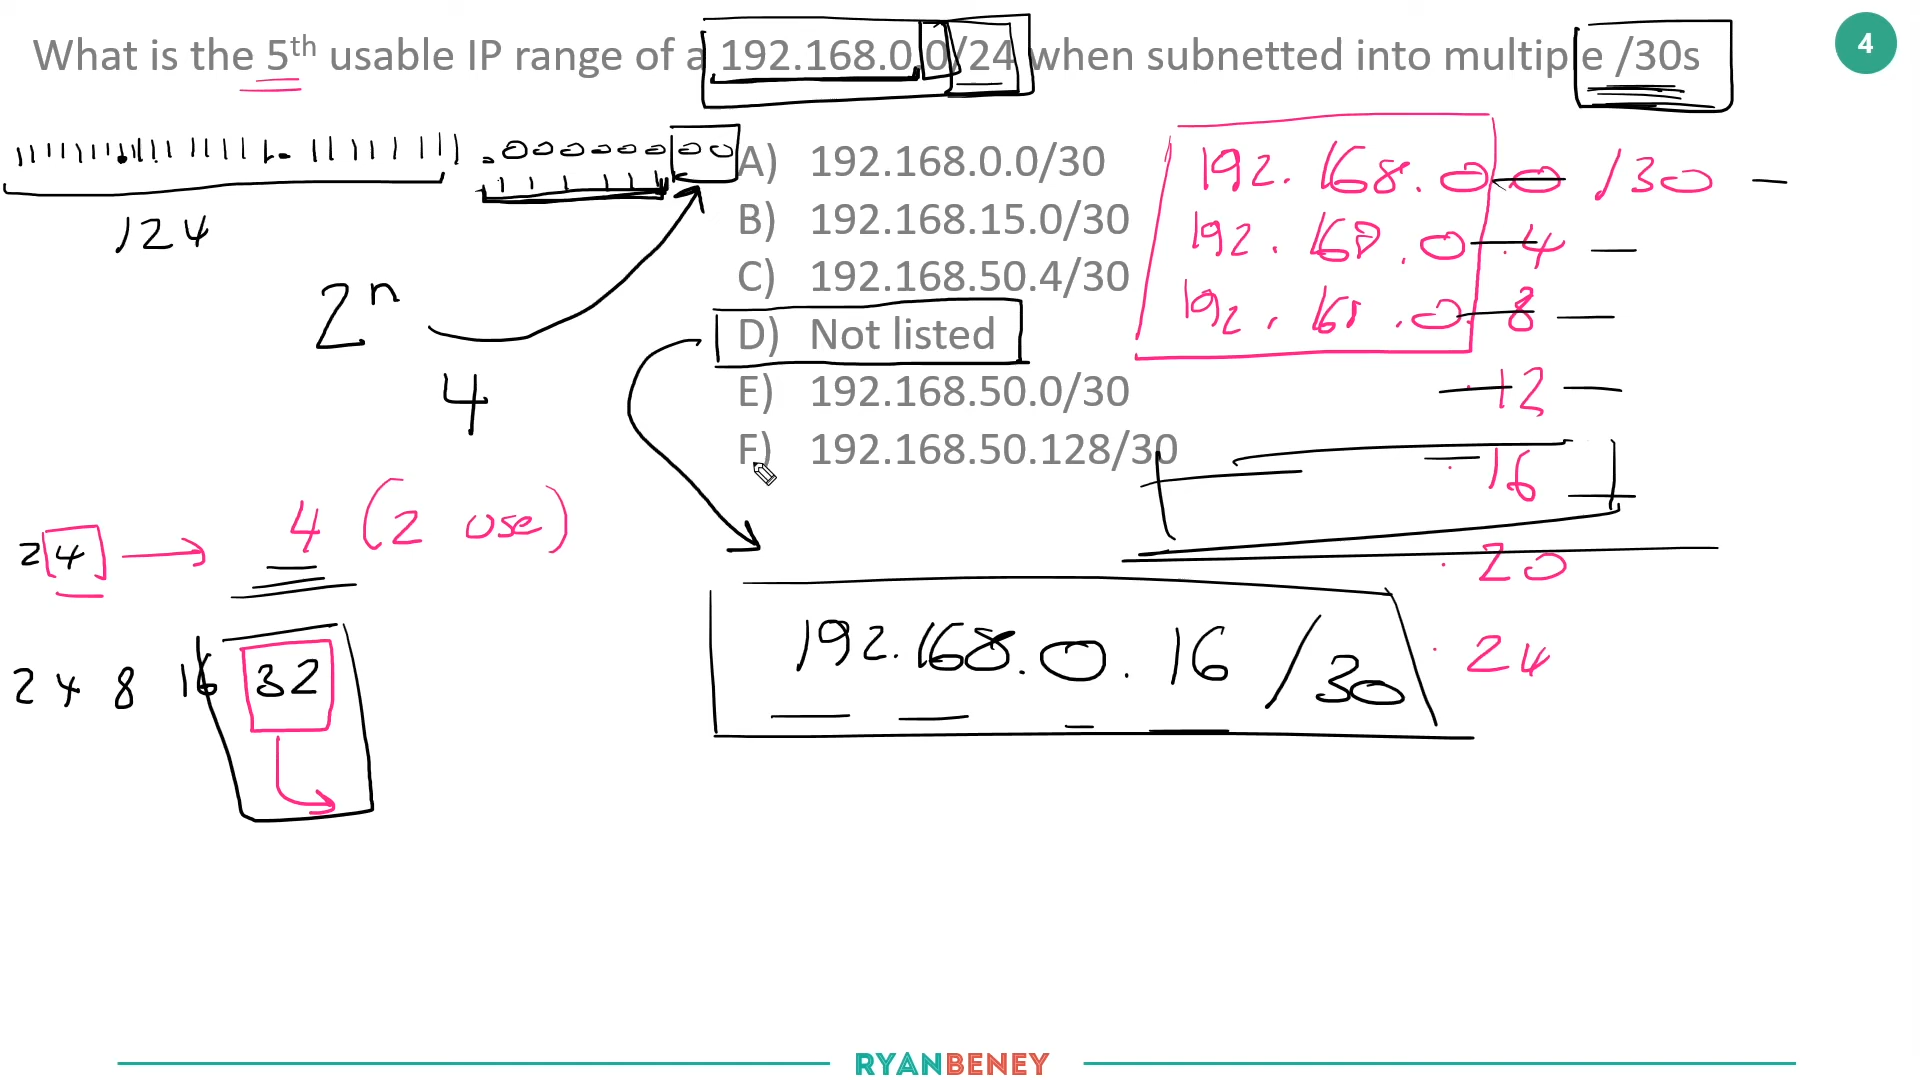 What is the 5th usable IP range of a 192.168.0.0/24 when subnetted into multiple /30s
4
A) 192.168.0.0/30
B) 192.168.15.0/30
C) 192.168.50.4/30
D) Not listed
E) 192.168.50.0/30
F) 192.168.50.128/30
.00000000
/24
2ⁿ
4
2 4 → 4 (2 use)
2 4 8 16 32
192.168.0.0 /30
192.168.0.4
192.168.0.8
.12
.16
.20
.24
192.168.0.16/30
RYANBENEY